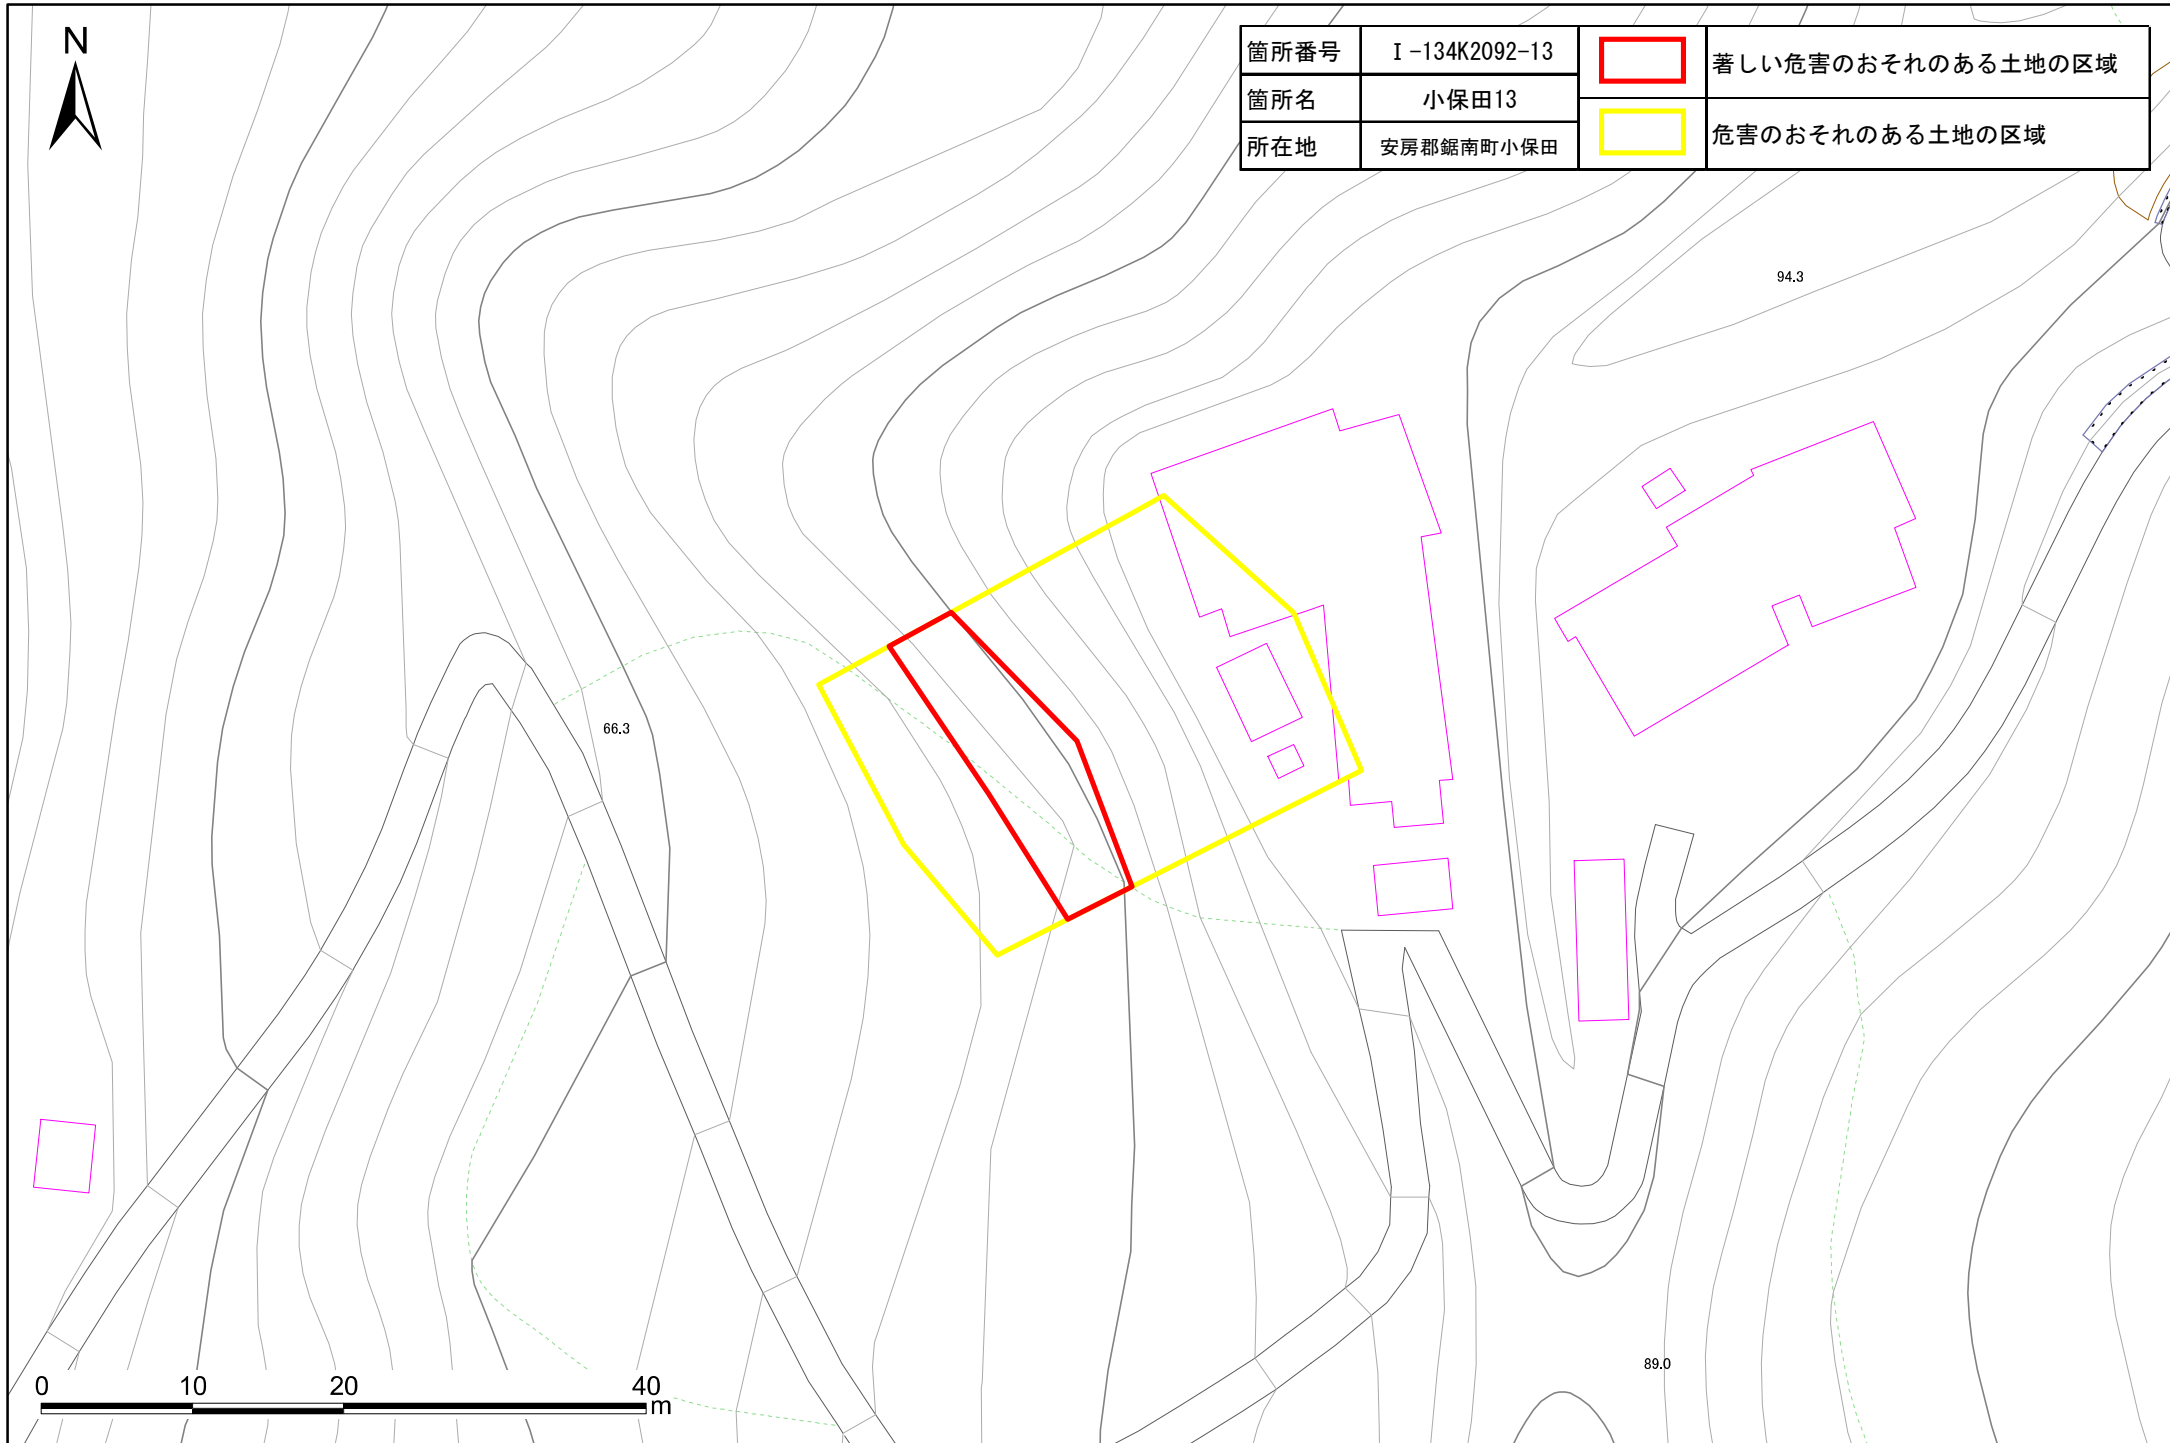 N
箇所番号 Ⅰ-134K2092-13
著しい危害のおそれのある土地の区域
箇所名 小保田13
危害のおそれのある土地の区域
所在地 安房郡鋸南町小保田
94.3
66.3
89.0
0 10 20 40
m